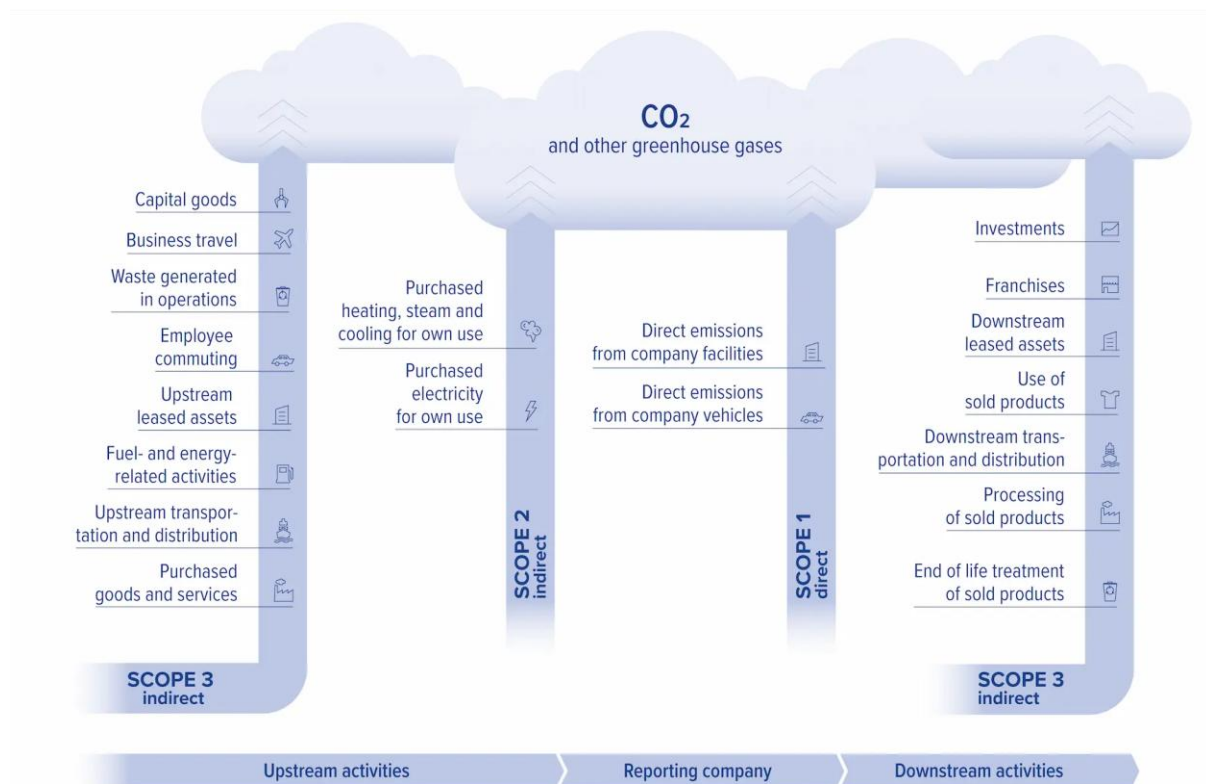 CO2
and other greenhouse gases
Capital goods
Business travel
Waste generated
in operations
Employee
commuting
Upstream
leased assets
Fuel- and energy-
related activities
Upstream transpor-
tation and distribution
Purchased
goods and services
SCOPE 3
indirect
Purchased
heating, steam and
cooling for own use
Purchased
electricity
for own use
SCOPE 2
indirect
Direct emissions
from company facilities
Direct emissions
from company vehicles
SCOPE 1
direct
Investments
Franchises
Downstream
leased assets
Use of
sold products
Downstream trans-
portation and distribution
Processing
of sold products
End of life treatment
of sold products
SCOPE 3
indirect
Upstream activities
Reporting company
Downstream activities